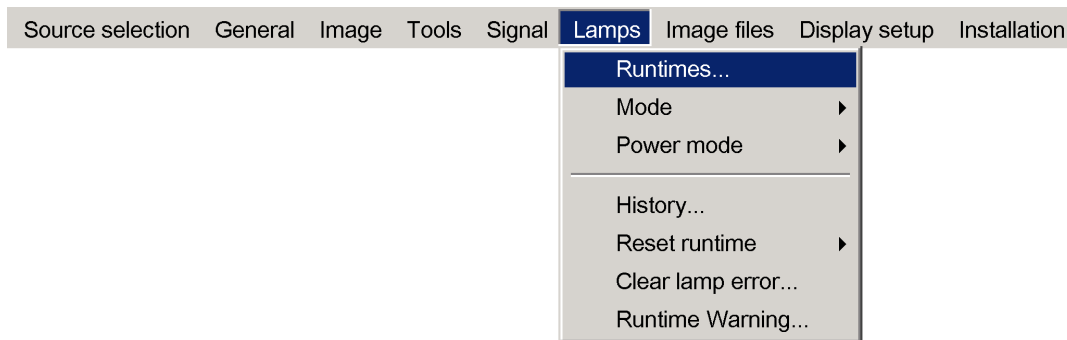 Source selection General Image Tools Signal Lamps Image files Display setup Installation
Runtimes...
Mode
Power mode
History...
Reset runtime
Clear lamp error...
Runtime Warning...